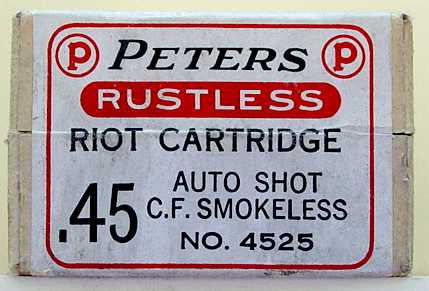 P PETERS P
RUSTLESS
RIOT CARTRIDGE
.45 AUTO SHOT
C.F. SMOKELESS
NO. 4525